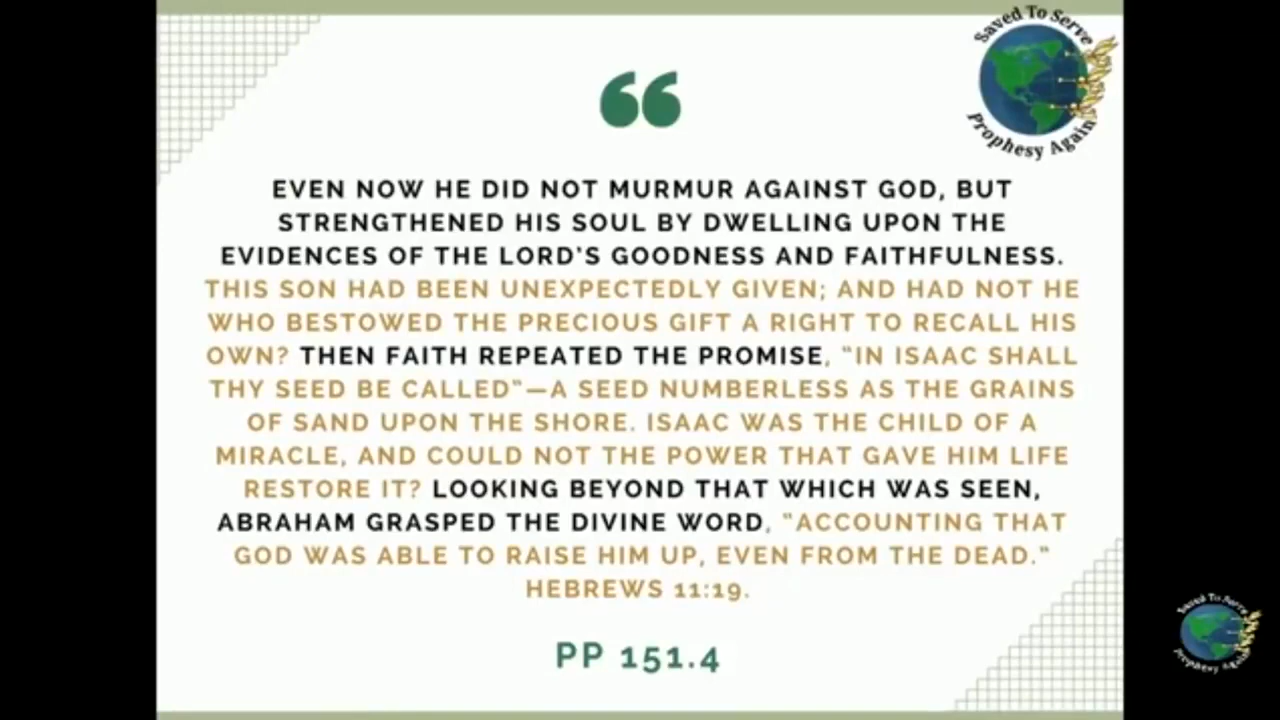 Saved To Serve
Prophesy Again
“
EVEN NOW HE DID NOT MURMUR AGAINST GOD, BUT
STRENGTHENED HIS SOUL BY DWELLING UPON THE
EVIDENCES OF THE LORD'S GOODNESS AND FAITHFULNESS.
THIS SON HAD BEEN UNEXPECTEDLY GIVEN; AND HAD NOT HE
WHO BESTOWED THE PRECIOUS GIFT A RIGHT TO RECALL HIS
OWN? THEN FAITH REPEATED THE PROMISE, "IN ISAAC SHALL
THY SEED BE CALLED"—A SEED NUMBERLESS AS THE GRAINS
OF SAND UPON THE SHORE. ISAAC WAS THE CHILD OF A
MIRACLE, AND COULD NOT THE POWER THAT GAVE HIM LIFE
RESTORE IT? LOOKING BEYOND THAT WHICH WAS SEEN,
ABRAHAM GRASPED THE DIVINE WORD, "ACCOUNTING THAT
GOD WAS ABLE TO RAISE HIM UP, EVEN FROM THE DEAD."
HEBREWS 11:19.
PP 151.4
Saved To Serve
Prophesy Again